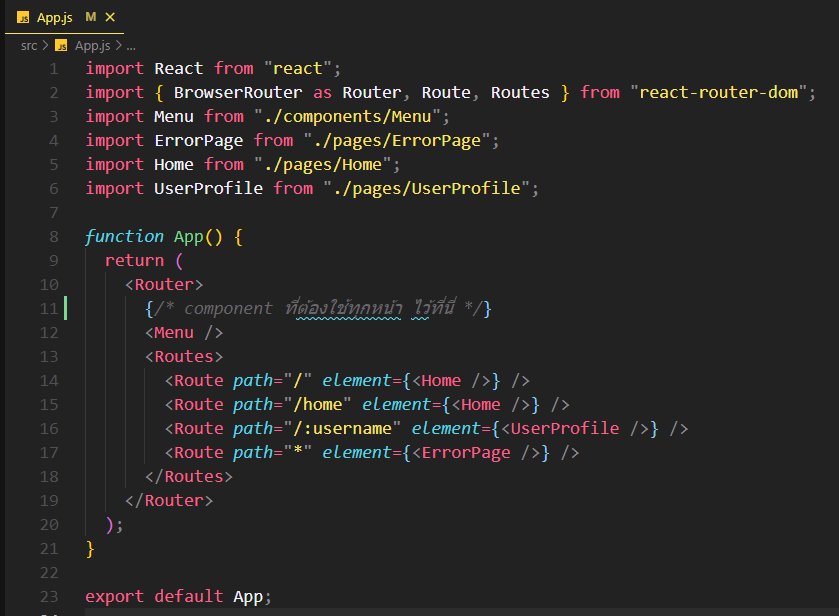 JS App.js M ×
src > JS App.js > ...
1 import React from "react";
2 import { BrowserRouter as Router, Route, Routes } from "react-router-dom";
3 import Menu from "./components/Menu";
4 import ErrorPage from "./pages/ErrorPage";
5 import Home from "./pages/Home";
6 import UserProfile from "./pages/UserProfile";
7
8 function App() {
9   return (
10     <Router>
11       {/* component ที่ต้องใช้ทุกหน้า ไว้ที่นี่ */}
12       <Menu />
13       <Routes>
14         <Route path="/" element={<Home />} />
15         <Route path="/home" element={<Home />} />
16         <Route path="/:username" element={<UserProfile />} />
17         <Route path="*" element={<ErrorPage />} />
18       </Routes>
19     </Router>
20   );
21 }
22
23 export default App;